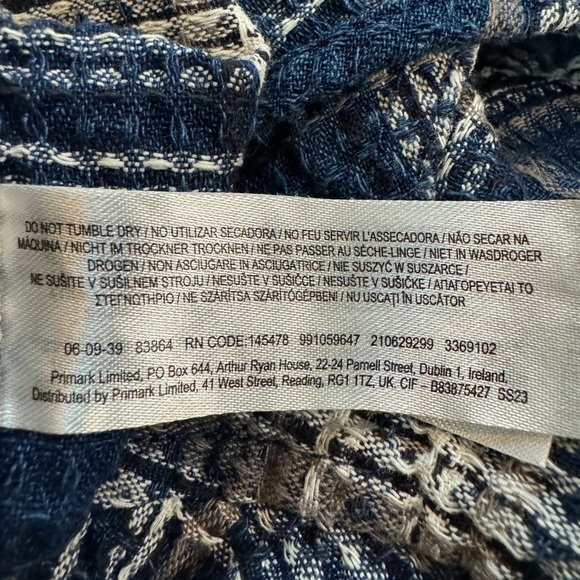 DO NOT TUMBLE DRY / NO UTILIZAR SECADORA / NO FEU SERVIR L'ASSECADORA / NÃO SECAR NA
MÁQUINA / NICHT IM TROCKNER TROCKNEN / NE PAS PASSER AU SÈCHE-LINGE / NIET IN WASDROGER
DROGEN / NON ASCIUGARE IN ASCIUGATRICE / NIE SUSZYĆ W SUSZARCE /
NE SUŠITE V SUŠILNEM STROJU / NESUŠTE V SUŠIČCE / NESUŠTE V SUŠIČKE / ΑΠΑΓΟΡΕΥΕΤΑΙ ΤΟ
ΣΤΕΓΝΩΤΗΡΙΟ / NE SZÁRÍTSA SZÁRÍTÓGÉPBEN / NU USCAȚI ÎN USCĂTOR
06-09-39 83864 RN CODE:145478 991059647 210629299 3369102
Primark Limited, PO Box 644, Arthur Ryan House, 22-24 Parnell Street, Dublin 1, Ireland.
Distributed by Primark Limited, 41 West Street, Reading, RG1 1TZ, UK, CIF – B83875427 SS23